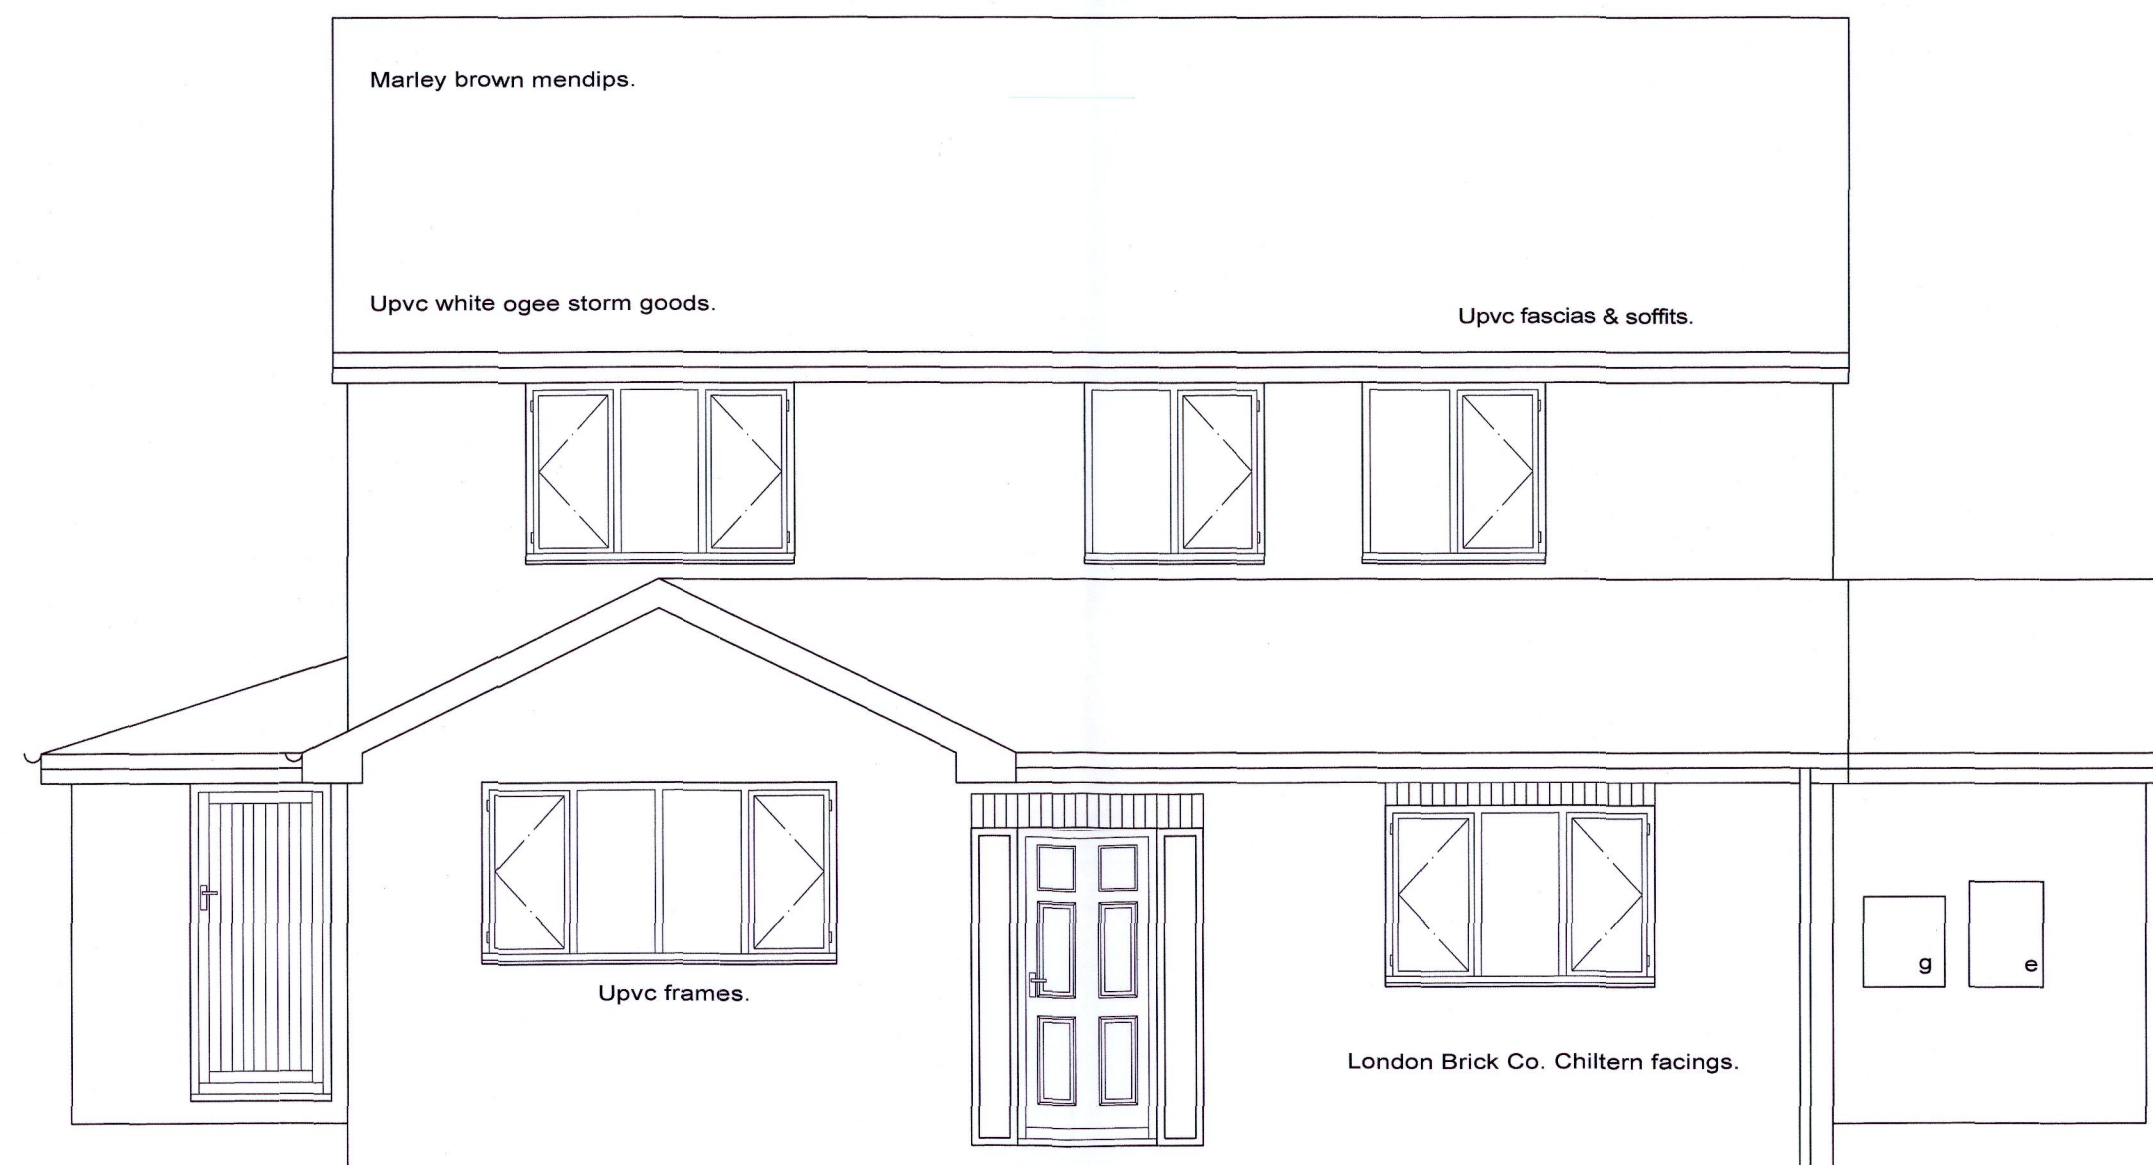 Marley brown mendips.
Upvc white ogee storm goods.
Upvc fascias & soffits.
g
e
Upvc frames.
London Brick Co. Chiltern facings.